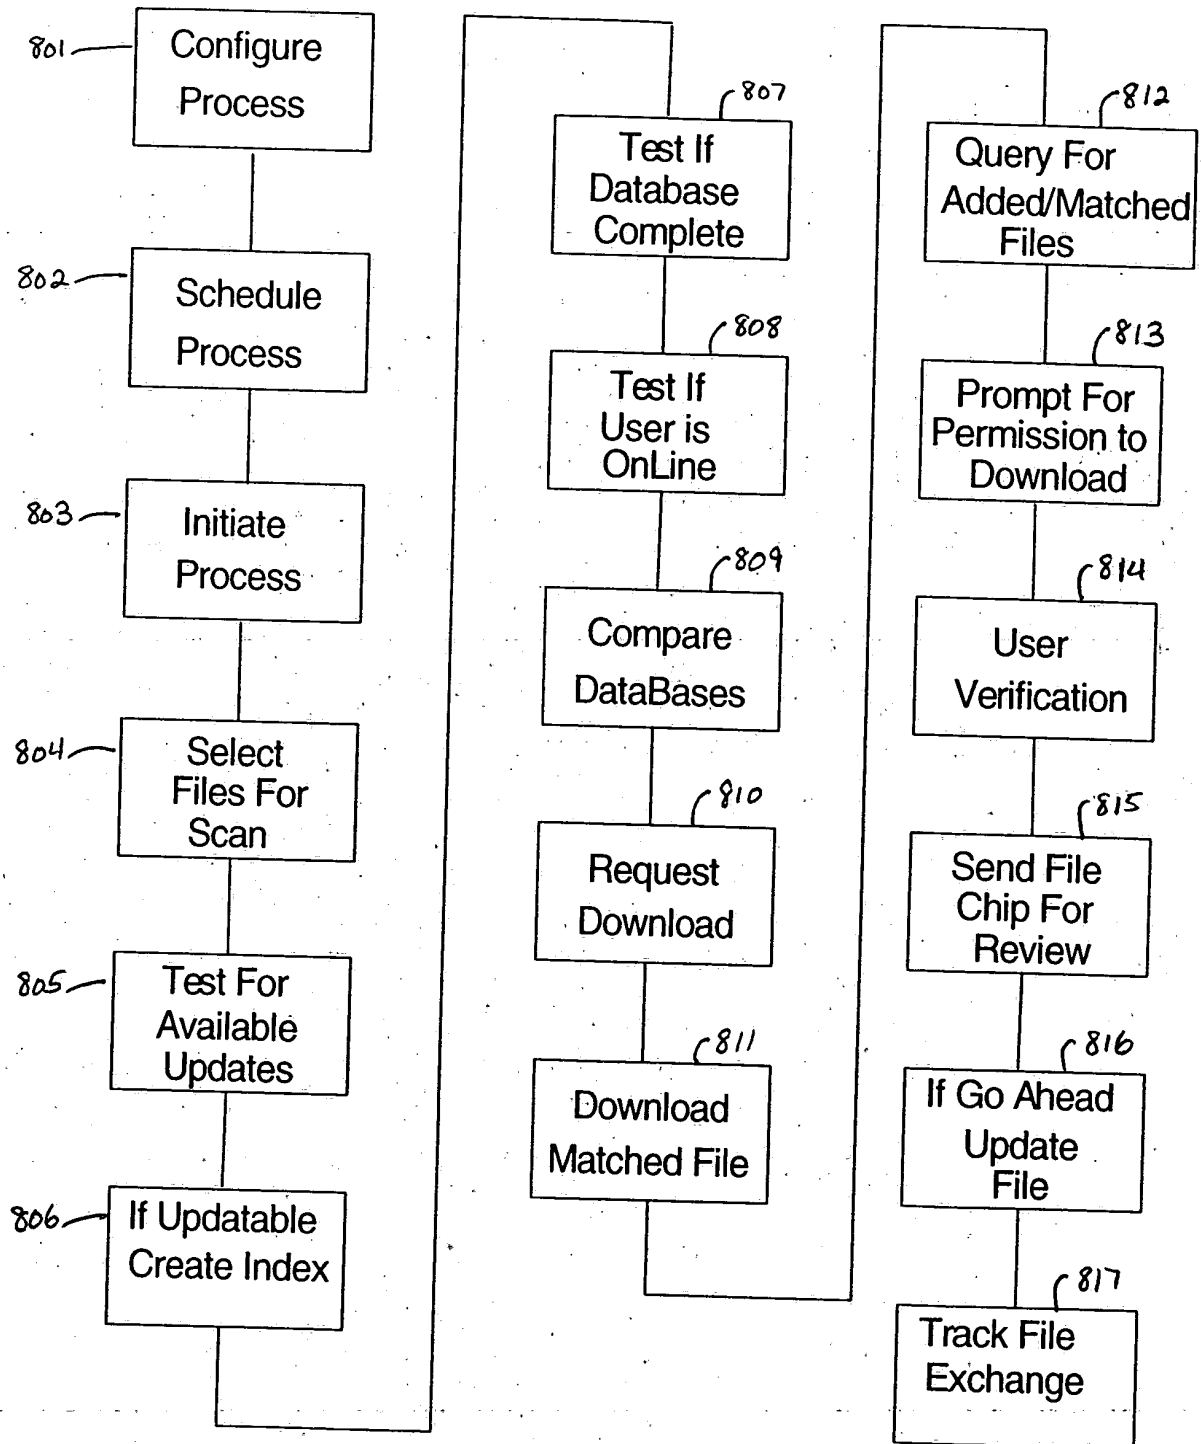 801
Configure
Process
802
Schedule
Process
803
Initiate
Process
804
Select
Files For
Scan
805
Test For
Available
Updates
806
If Updatable
Create Index
807
Test If
Database
Complete
808
Test If
User is
OnLine
809
Compare
DataBases
810
Request
Download
811
Download
Matched File
812
Query For
Added/Matched
Files
813
Prompt For
Permission to
Download
814
User
Verification
815
Send File
Chip For
Review
816
If Go Ahead
Update
File
817
Track File
Exchange